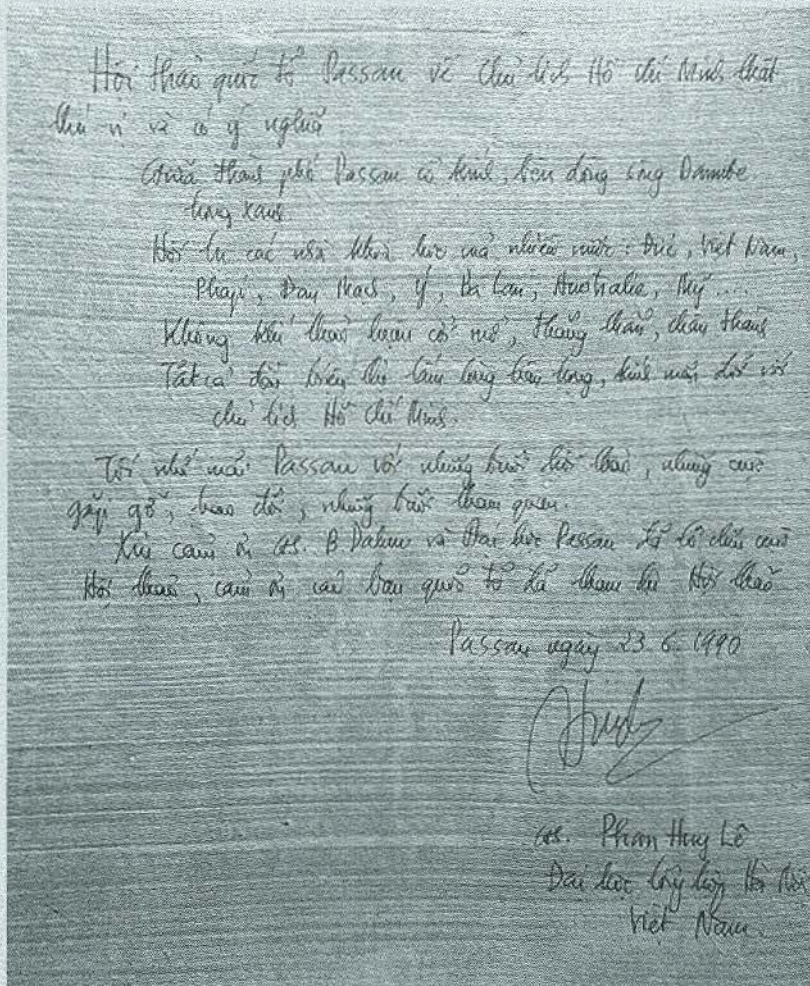 Hội thảo quốc tế Passau về Chủ tịch Hồ Chí Minh thật
thú vị và có ý nghĩa
Giữa thành phố Passau cổ kính, bên dòng sông Danube
trong xanh
Hội tụ các nhà khoa học của nhiều nước: Đức, Việt Nam,
Pháp, Đan Mạch, Ý, Ba Lan, Australia, Mỹ....
Không khí thảo luận cởi mở, thẳng thắn, chân thành
Tất cả đều biểu thị tấm lòng trân trọng, kính mến đối với
chủ tịch Hồ Chí Minh.
Tôi nhớ mãi Passau với những buổi hội thảo, những cuộc
gặp gỡ, trao đổi, những buổi tham quan.
Xin cảm ơn GS. B Dahm và Đại học Passau đã tổ chức cuộc
Hội thảo, cảm ơn các bạn quốc tế đã tham dự Hội thảo
Passau ngày 23.6.1990
GS. Phan Huy Lê
Đại học Tổng hợp Hà Nội
Việt Nam.